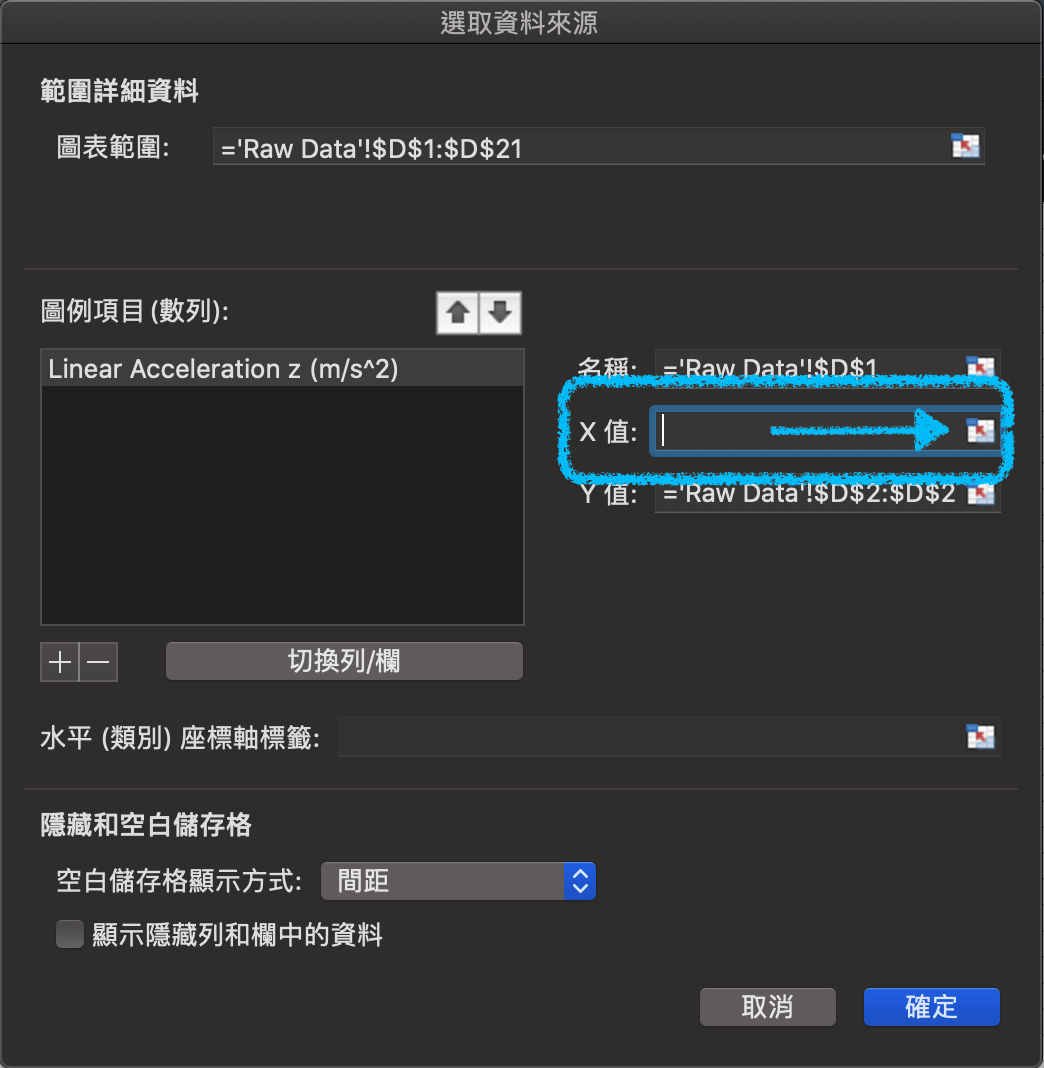 選取資料來源
範圍詳細資料
圖表範圍: ='Raw Data'!$D$1:$D$21
圖例項目 (數列):
Linear Acceleration z (m/s^2)
名稱: ='Raw Data'!$D$1
X 值:
Y 值: ='Raw Data'!$D$2:$D$2
切換列/欄
水平 (類別) 座標軸標籤:
隱藏和空白儲存格
空白儲存格顯示方式: 間距
顯示隱藏列和欄中的資料
取消 確定